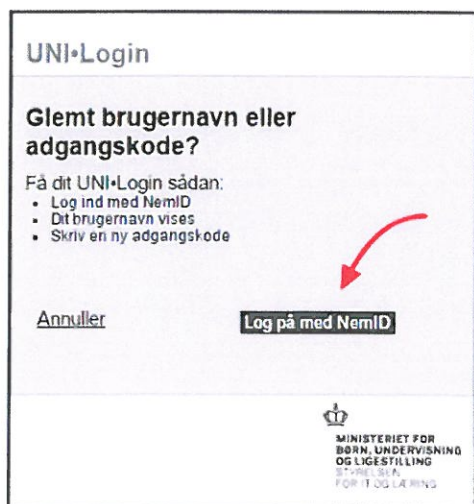 UNI•Login
Glemt brugernavn eller
adgangskode?
Få dit UNI•Login sådan:
• Log ind med NemID
• Dit brugernavn vises
• Skriv en ny adgangskode
Annuller
Log på med NemID
MINISTERIET FOR
BØRN, UNDERVISNING
OG LIGESTILLING
STYRELSEN
FOR IT OG LÆRING